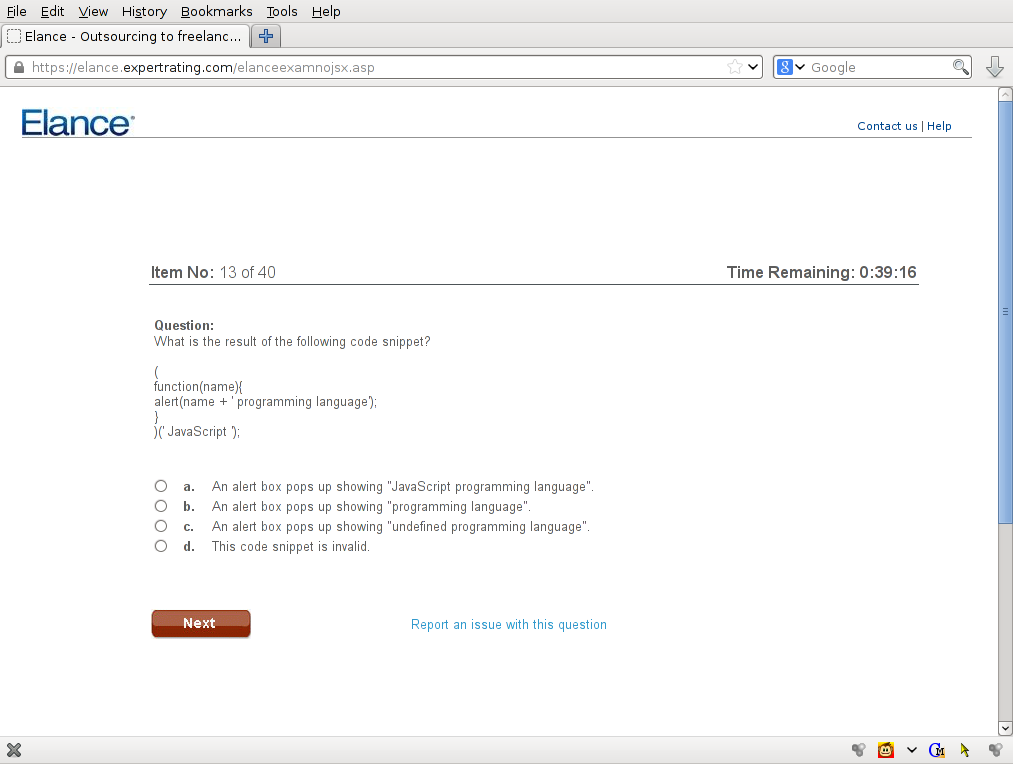 File Edit View History Bookmarks Tools Help
Elance - Outsourcing to freelanc...
https://elance.expertrating.com/elanceexamnojsx.asp
8 Google
Elance
Contact us | Help
Item No: 13 of 40
Time Remaining: 0:39:16
Question:
What is the result of the following code snippet?
(
function(name){
alert(name + ' programming language');
}
)(' JavaScript ');
a. An alert box pops up showing "JavaScript programming language".
b. An alert box pops up showing "programming language".
c. An alert box pops up showing "undefined programming language".
d. This code snippet is invalid.
Next
Report an issue with this question